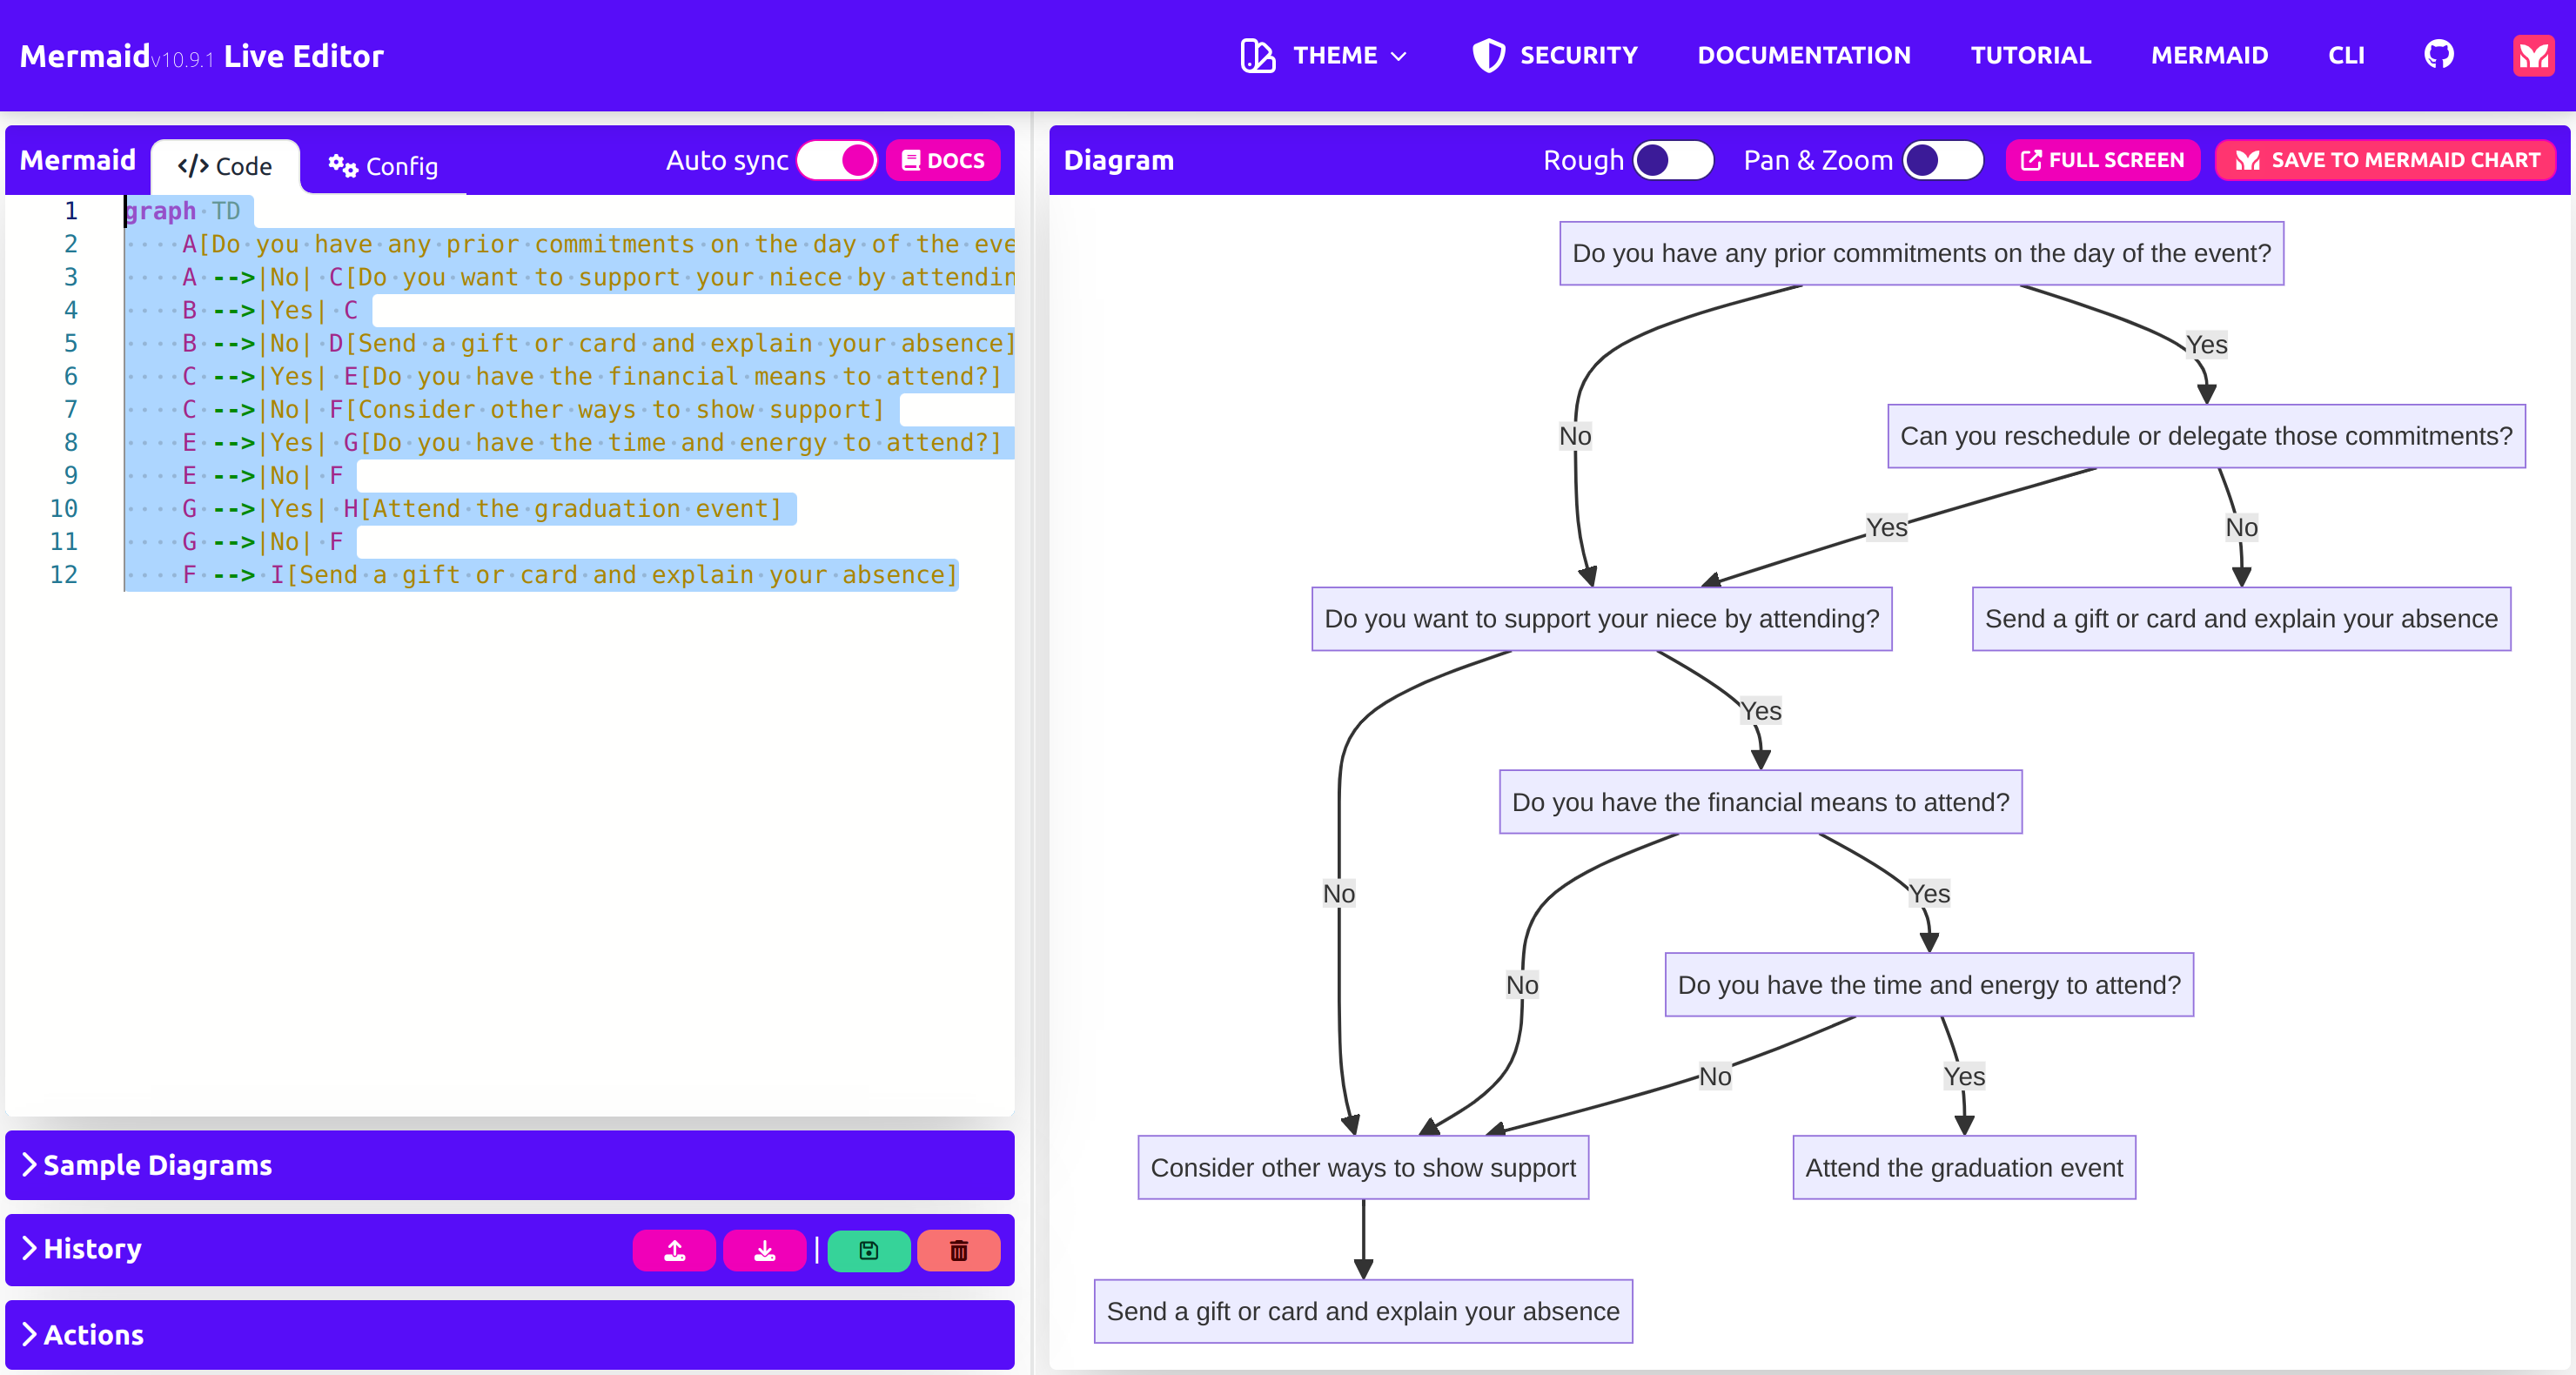 Mermaidv10.9.1 Live Editor
THEME
SECURITY
DOCUMENTATION
TUTORIAL
MERMAID
CLI
Mermaid
Code
Config
Auto sync
DOCS
1 graph TD
2 A[Do you have any prior commitments on the day of the eve
3 A -->|No| C[Do you want to support your niece by attendin
4 B -->|Yes| C
5 B -->|No| D[Send a gift or card and explain your absence]
6 C -->|Yes| E[Do you have the financial means to attend?]
7 C -->|No| F[Consider other ways to show support]
8 E -->|Yes| G[Do you have the time and energy to attend?]
9 E -->|No| F
10 G -->|Yes| H[Attend the graduation event]
11 G -->|No| F
12 F --> I[Send a gift or card and explain your absence]
Sample Diagrams
History
Actions
Diagram
Rough
Pan & Zoom
FULL SCREEN
SAVE TO MERMAID CHART
Do you have any prior commitments on the day of the event?
Yes
No
Can you reschedule or delegate those commitments?
Yes
No
Do you want to support your niece by attending?
Send a gift or card and explain your absence
Yes
Do you have the financial means to attend?
No
Yes
No
Do you have the time and energy to attend?
No
Yes
Consider other ways to show support
Attend the graduation event
Send a gift or card and explain your absence